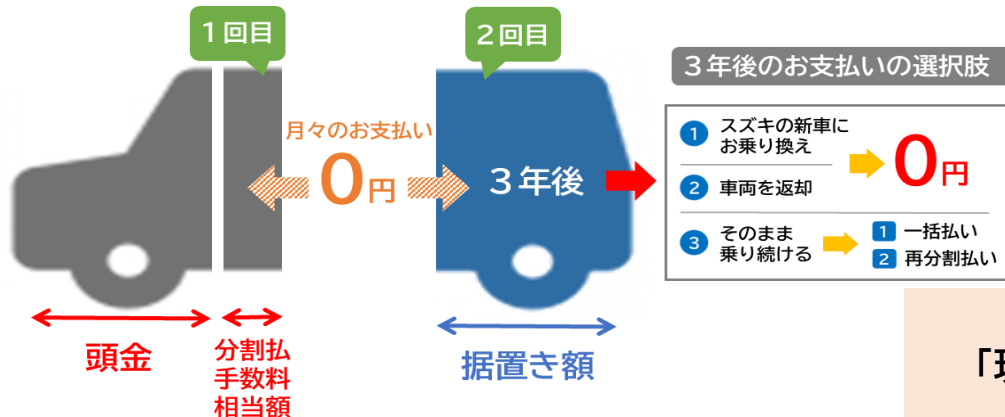 1回目
2回目
月々のお支払い
0円
3年後
頭金
分割払
手数料
相当額
据置き額
3年後のお支払いの選択肢
1 スズキの新車に
お乗り換え
2 車両を返却
0円
3 そのまま
乗り続ける
1 一括払い
2 再分割払い